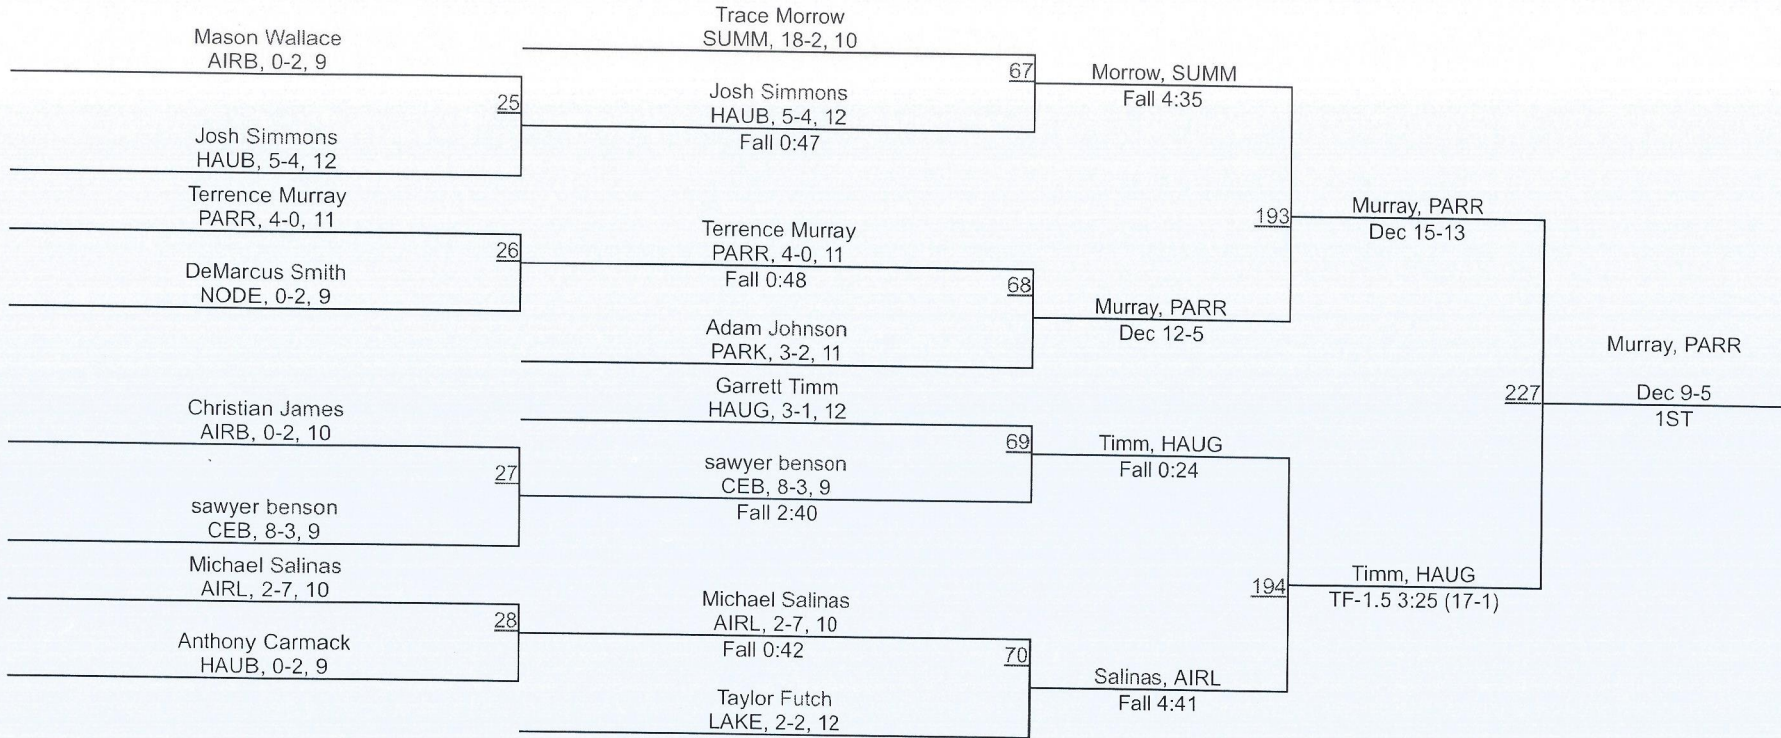 Mason Wallace
AIRB, 0-2, 9
25
Josh Simmons
HAUB, 5-4, 12
Terrence Murray
PARR, 4-0, 11
26
DeMarcus Smith
NODE, 0-2, 9
Christian James
AIRB, 0-2, 10
27
sawyer benson
CEB, 8-3, 9
Michael Salinas
AIRL, 2-7, 10
28
Anthony Carmack
HAUB, 0-2, 9
Trace Morrow
SUMM, 18-2, 10
67
Josh Simmons
HAUB, 5-4, 12
Fall 0:47
Terrence Murray
PARR, 4-0, 11
Fall 0:48
68
Adam Johnson
PARK, 3-2, 11
Garrett Timm
HAUG, 3-1, 12
69
sawyer benson
CEB, 8-3, 9
Fall 2:40
Michael Salinas
AIRL, 2-7, 10
Fall 0:42
70
Taylor Futch
LAKE, 2-2, 12
Morrow, SUMM
Fall 4:35
193
Murray, PARR
Dec 12-5
Timm, HAUG
Fall 0:24
194
Salinas, AIRL
Fall 4:41
Murray, PARR
Dec 15-13
227
Timm, HAUG
TF-1.5 3:25 (17-1)
Murray, PARR
Dec 9-5
1ST